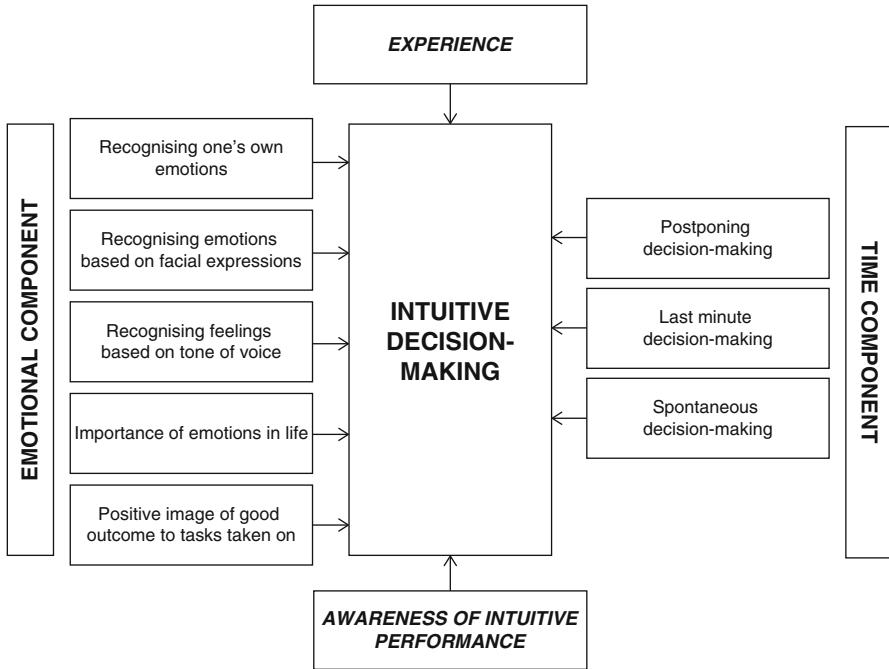 EXPERIENCE
EMOTIONAL COMPONENT
Recognising one's own
emotions
Recognising emotions
based on facial expressions
Recognising feelings
based on tone of voice
Importance of emotions in life
Positive image of good
outcome to tasks taken on
INTUITIVE
DECISION-
MAKING
Postponing
decision-making
Last minute
decision-making
Spontaneous
decision-making
TIME COMPONENT
AWARENESS OF INTUITIVE
PERFORMANCE